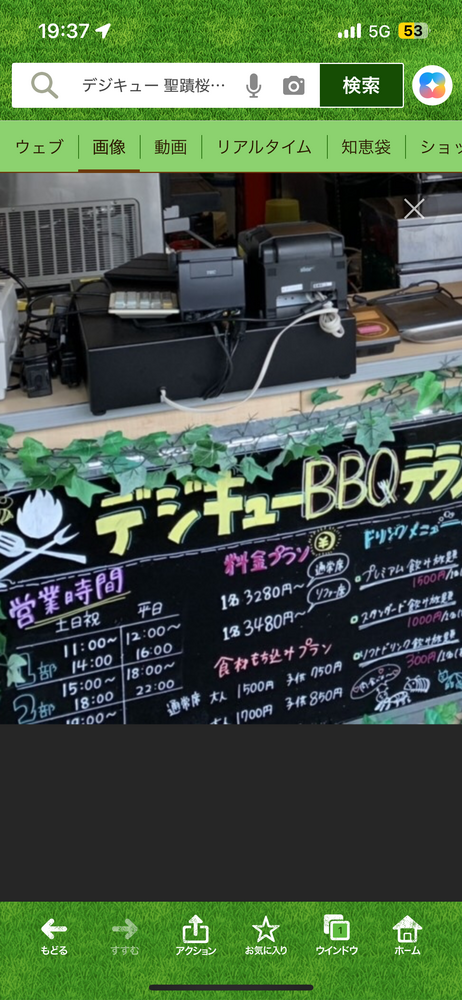 19:37
5G
53
デジキュー 聖蹟桜…
検索
ウェブ
画像
動画
リアルタイム
知恵袋
ショッ
デジキューBBQテラ
営業時間
土日祝 平日
1部 11:00〜14:00 12:00〜16:00
2部 15:00〜18:00 18:00〜22:00
料金プラン
1名 3280円〜 通常席
1名 3480円〜
食材もち込みプラン
通常席 大人 1500円 子供 750円
大人 1700円 子供 850円
ドリンクメニュー
プレミアム飲み放題
1500円/
スタンダード飲み放題
1000円/
ソフトドリンク飲み放題
300円/
もどる
すすむ
アクション
お気に入り
1
ウインドウ
ホーム